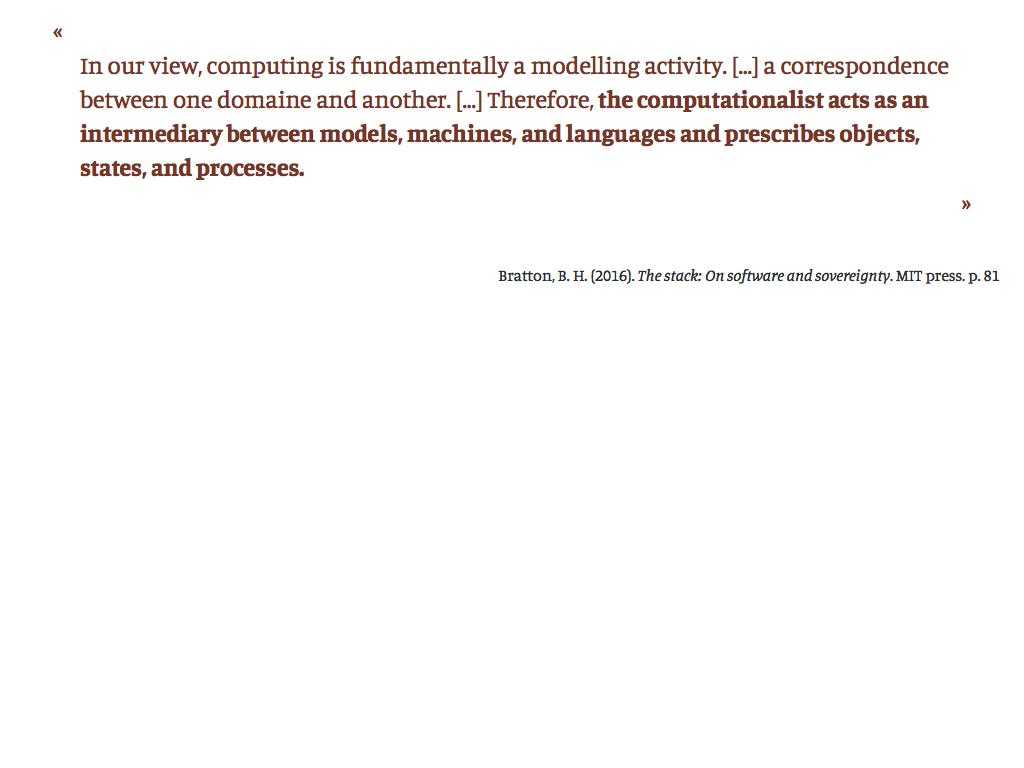 «
In our view, computing is fundamentally a modelling activity. [...] a correspondence
between one domaine and another. [...] Therefore, the computationalist acts as an
intermediary between models, machines, and languages and prescribes objects,
states, and processes.
»
Bratton, B. H. (2016). The stack: On software and sovereignty. MIT press. p. 81